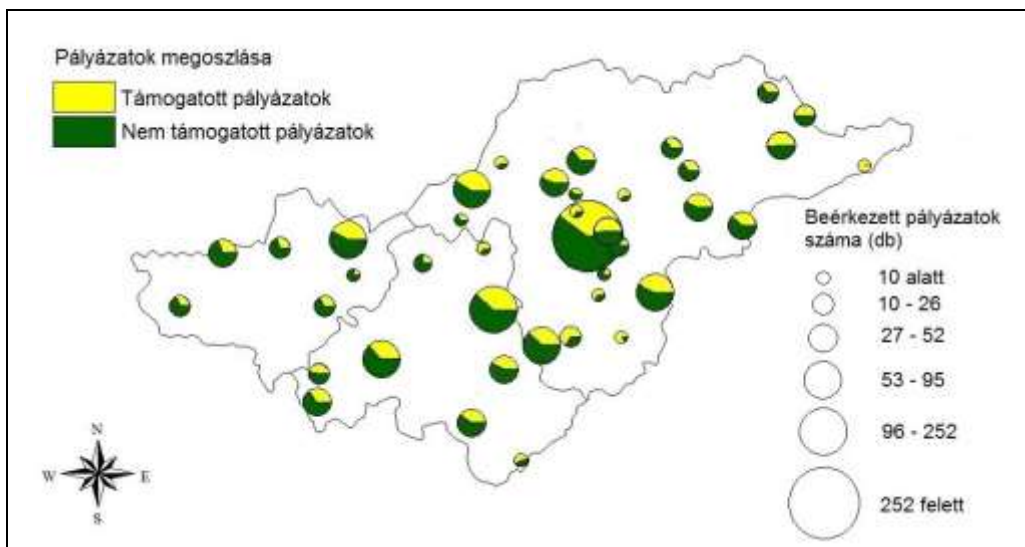 Pályázatok megoszlása
Támogatott pályázatok
Nem támogatott pályázatok
Beérkezett pályázatok
száma (db)
10 alatt
10 - 26
27 - 52
53 - 95
96 - 252
252 felett
N
W E
S